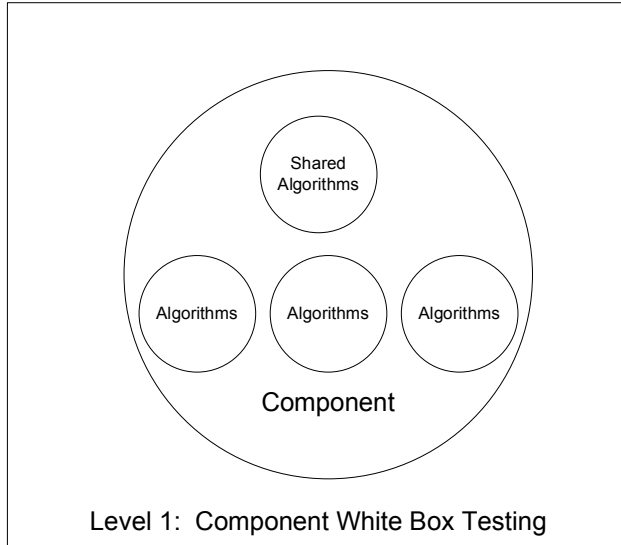 Shared
Algorithms
Algorithms Algorithms Algorithms
Component
Level 1: Component White Box Testing